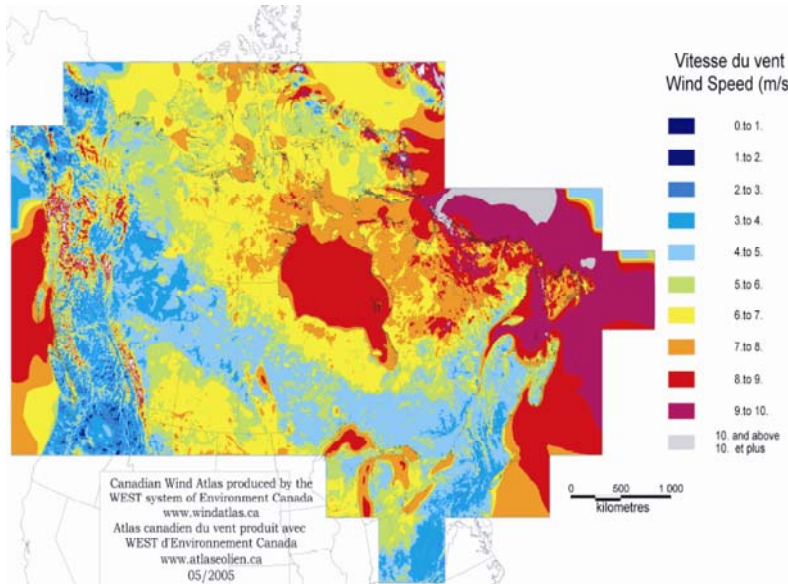 Vitesse du vent
Wind Speed (m/s
0.to 1.
1.to 2.
2.to 3.
3.to 4.
4.to 5.
5.to 6.
6.to 7.
7.to 8.
8.to 9.
9.to 10.
10. and above
10. et plus
0 500 1 000
kilometres
Canadian Wind Atlas produced by the
WEST system of Environment Canada
www.windatlas.ca
Atlas canadien du vent produit avec
WEST d'Environnement Canada
www.atlaseolien.ca
05/2005